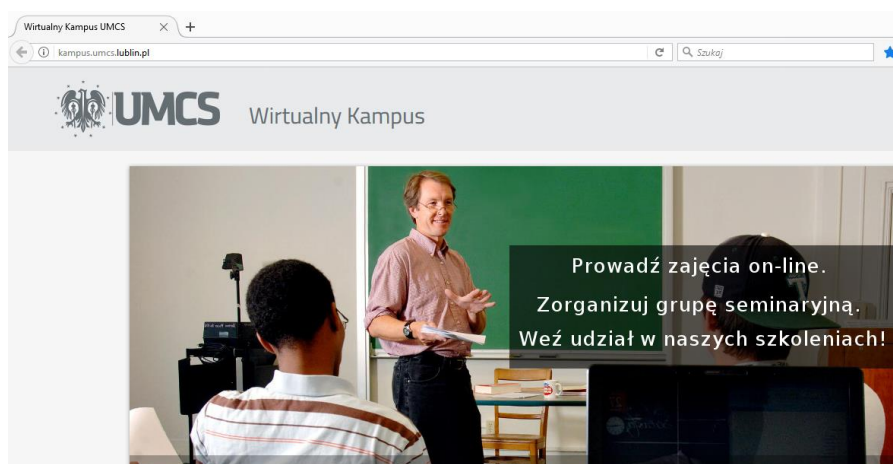 Wirtualny Kampus UMCS
kampus.umcs.lublin.pl
Szukaj
UMCS Wirtualny Kampus
Prowadź zajęcia on-line.
Zorganizuj grupę seminaryjną.
Weź udział w naszych szkoleniach!